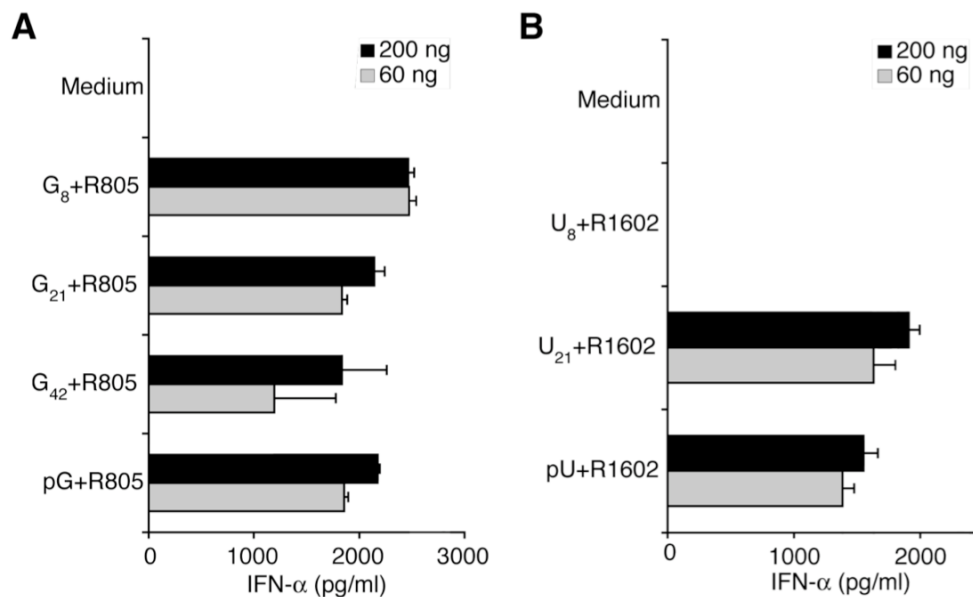 A
200 ng
60 ng
Medium
G8+R805
G21+R805
G42+R805
pG+R805
0 1000 2000 3000
IFN-α (pg/ml)
B
200 ng
60 ng
Medium
U8+R1602
U21+R1602
pU+R1602
0 1000 2000
IFN-α (pg/ml)